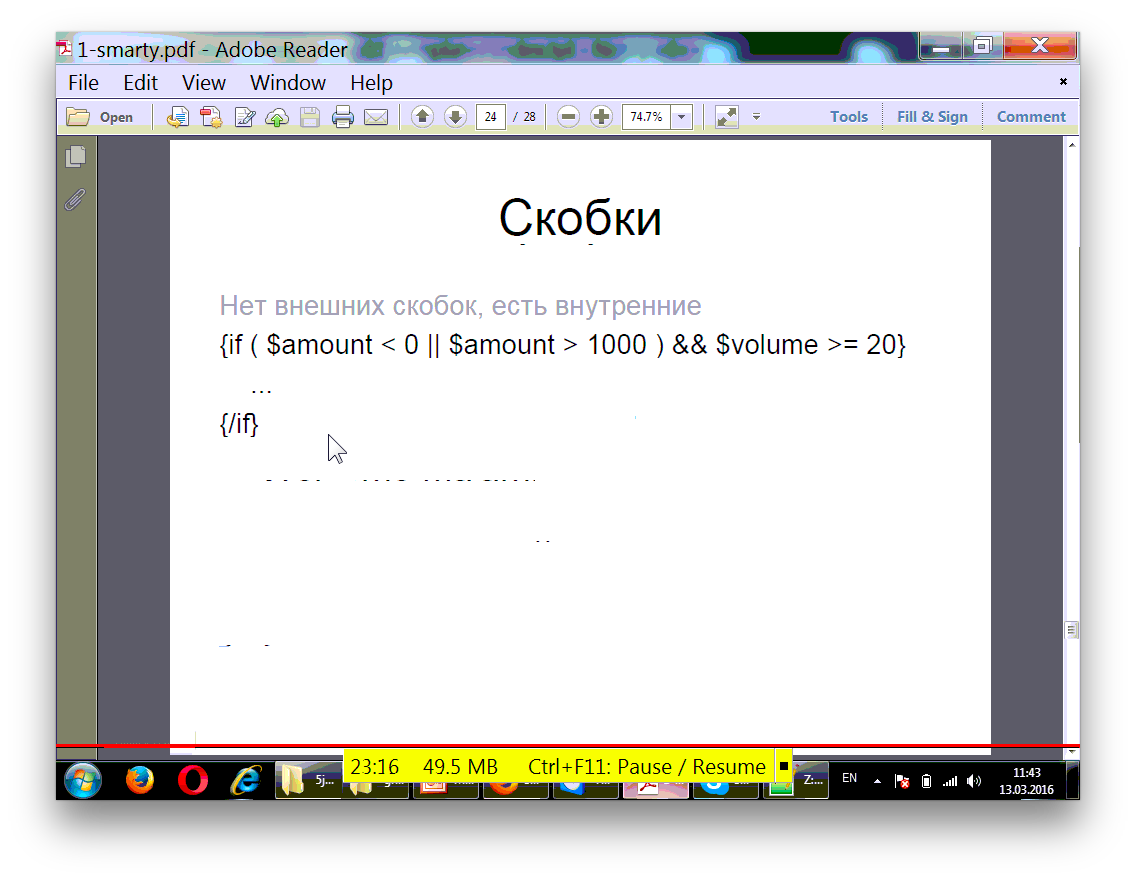 1-smarty.pdf - Adobe Reader
File Edit View Window Help
Open 24 / 28 74.7% Tools Fill & Sign Comment
Скобки
Нет внешних скобок, есть внутренние
{if ( $amount < 0 || $amount > 1000 ) && $volume >= 20}
...
{/if}
23:16 49.5 MB Ctrl+F11: Pause / Resume
5j... Z:... EN 11:43
13.03.2016